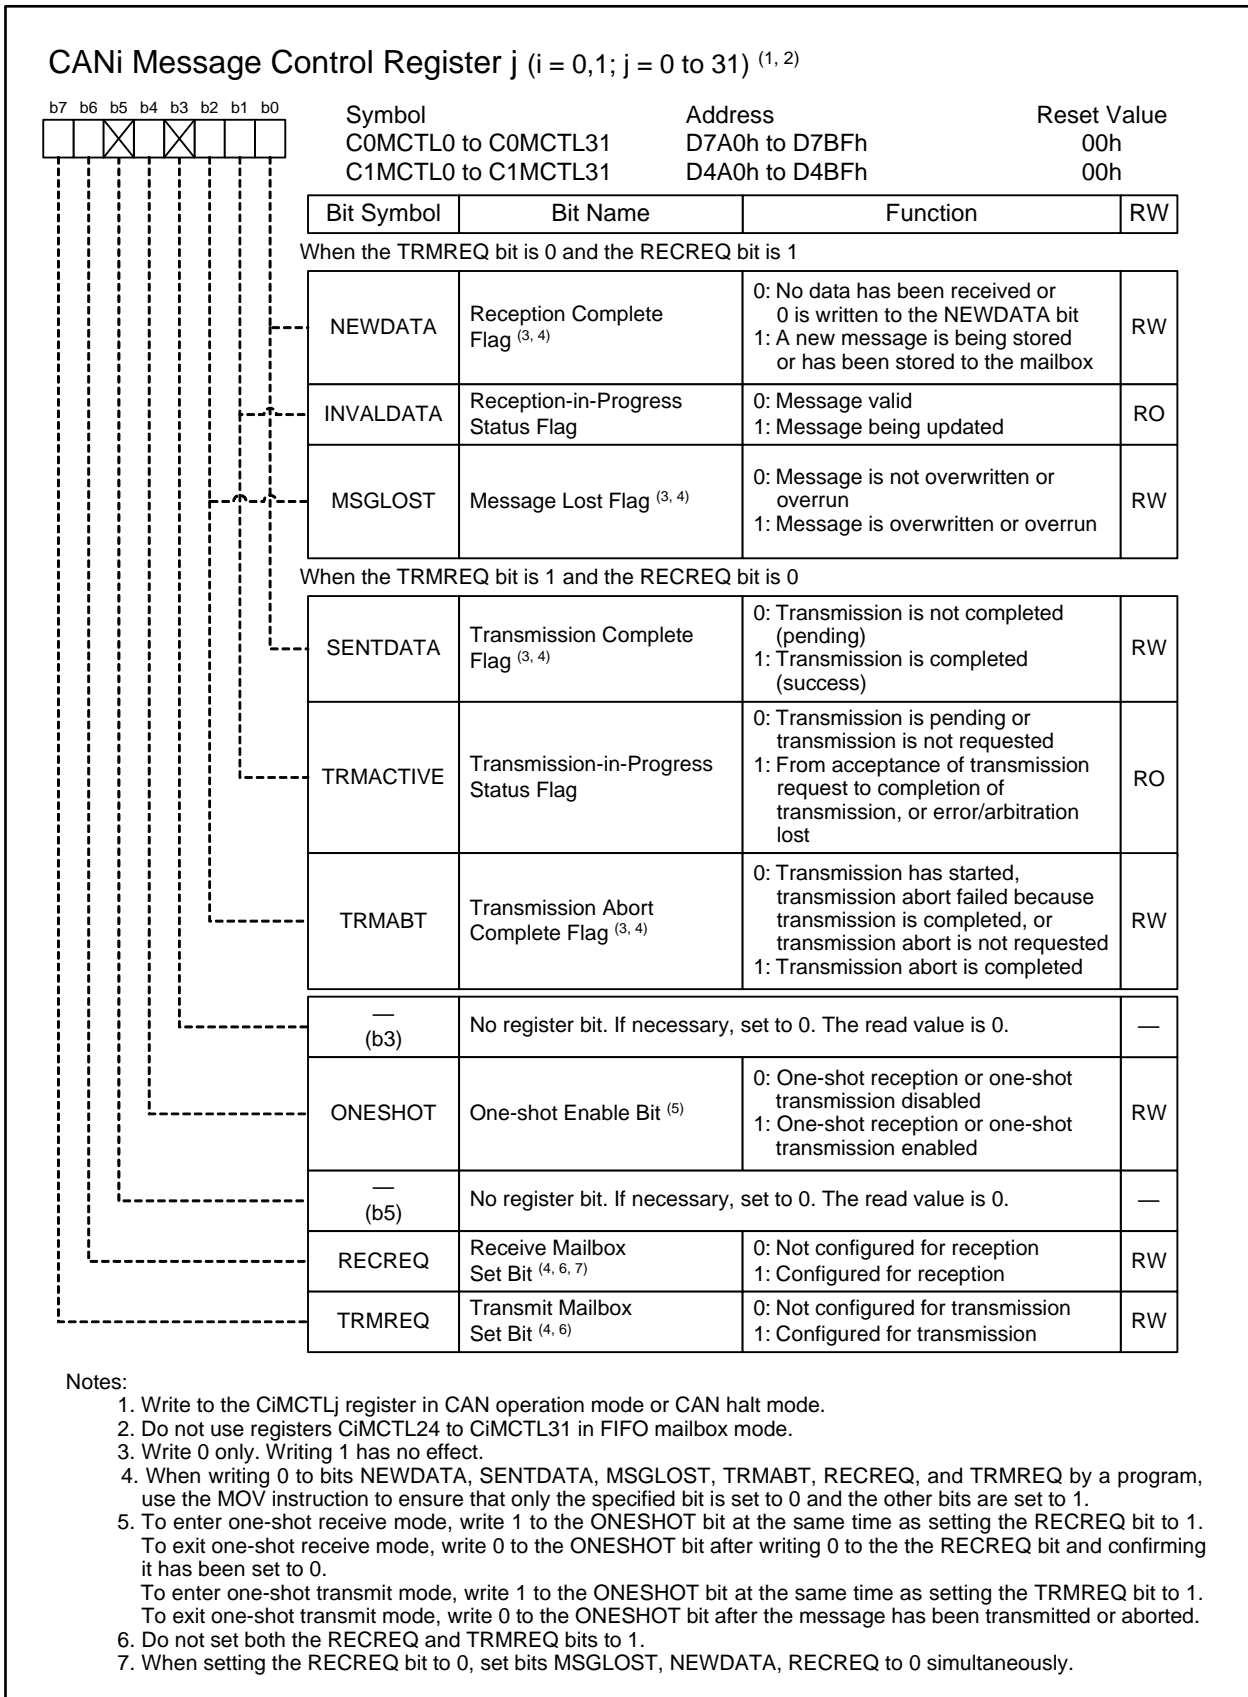 CANi Message Control Register j (i = 0,1; j = 0 to 31) (1, 2)
b7 b6 b5 b4 b3 b2 b1 b0
Symbol Address Reset Value
C0MCTL0 to C0MCTL31 D7A0h to D7BFh 00h
C1MCTL0 to C1MCTL31 D4A0h to D4BFh 00h
Bit Symbol Bit Name Function RW
When the TRMREQ bit is 0 and the RECREQ bit is 1
NEWDATA
Reception Complete
Flag (3, 4)
0: No data has been received or
0 is written to the NEWDATA bit
1: A new message is being stored
or has been stored to the mailbox
RW
INVALDATA
Reception-in-Progress
Status Flag
0: Message valid
1: Message being updated
RO
MSGLOST
Message Lost Flag (3, 4)
0: Message is not overwritten or
overrun
1: Message is overwritten or overrun
RW
When the TRMREQ bit is 1 and the RECREQ bit is 0
SENTDATA
Transmission Complete
Flag (3, 4)
0: Transmission is not completed
(pending)
1: Transmission is completed
(success)
RW
TRMACTIVE
Transmission-in-Progress
Status Flag
0: Transmission is pending or
transmission is not requested
1: From acceptance of transmission
request to completion of
transmission, or error/arbitration
lost
RO
TRMABT
Transmission Abort
Complete Flag (3, 4)
0: Transmission has started,
transmission abort failed because
transmission is completed, or
transmission abort is not requested
1: Transmission abort is completed
RW
—
(b3)
No register bit. If necessary, set to 0. The read value is 0.
—
ONESHOT
One-shot Enable Bit (5)
0: One-shot reception or one-shot
transmission disabled
1: One-shot reception or one-shot
transmission enabled
RW
—
(b5)
No register bit. If necessary, set to 0. The read value is 0.
—
RECREQ
Receive Mailbox
Set Bit (4, 6, 7)
0: Not configured for reception
1: Configured for reception
RW
TRMREQ
Transmit Mailbox
Set Bit (4, 6)
0: Not configured for transmission
1: Configured for transmission
RW
Notes:
1. Write to the CiMCTLj register in CAN operation mode or CAN halt mode.
2. Do not use registers CiMCTL24 to CiMCTL31 in FIFO mailbox mode.
3. Write 0 only. Writing 1 has no effect.
4. When writing 0 to bits NEWDATA, SENTDATA, MSGLOST, TRMABT, RECREQ, and TRMREQ by a program,
use the MOV instruction to ensure that only the specified bit is set to 0 and the other bits are set to 1.
5. To enter one-shot receive mode, write 1 to the ONESHOT bit at the same time as setting the RECREQ bit to 1.
To exit one-shot receive mode, write 0 to the ONESHOT bit after writing 0 to the the RECREQ bit and confirming
it has been set to 0.
To enter one-shot transmit mode, write 1 to the ONESHOT bit at the same time as setting the TRMREQ bit to 1.
To exit one-shot transmit mode, write 0 to the ONESHOT bit after the message has been transmitted or aborted.
6. Do not set both the RECREQ and TRMREQ bits to 1.
7. When setting the RECREQ bit to 0, set bits MSGLOST, NEWDATA, RECREQ to 0 simultaneously.